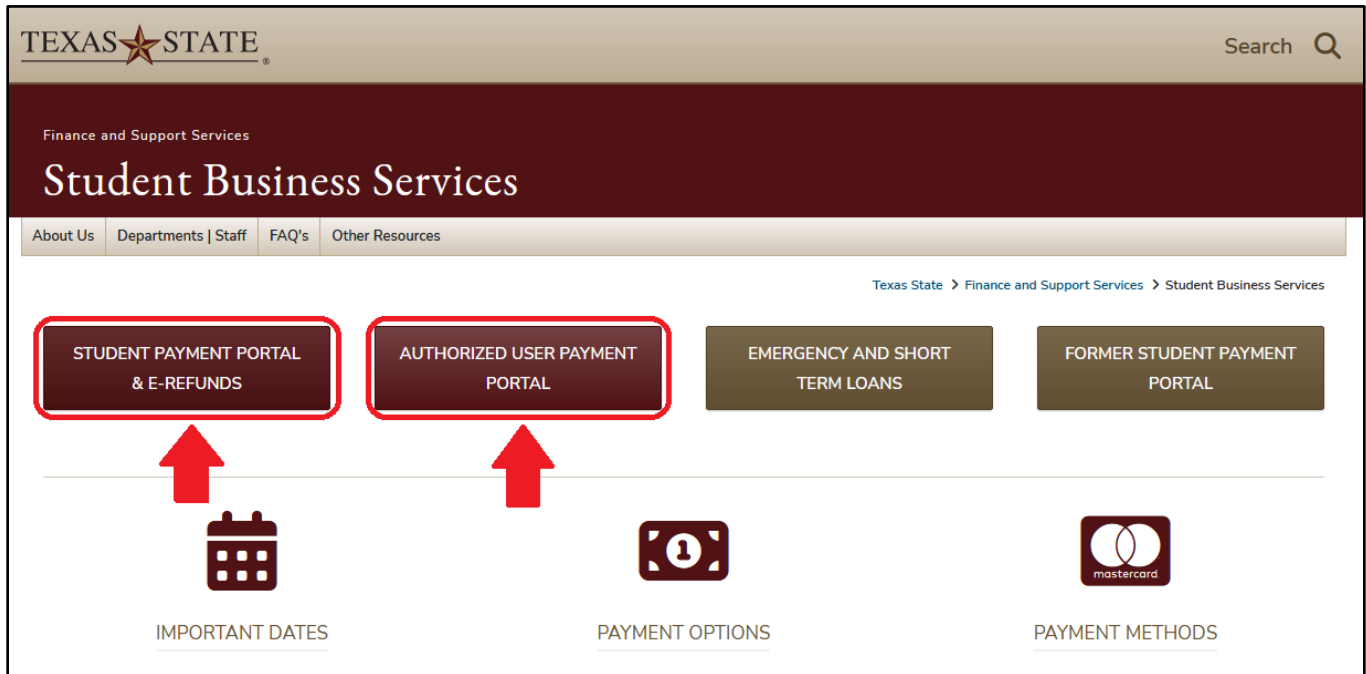 TEXAS STATE ®
Search
Finance and Support Services
Student Business Services
About Us Departments | Staff FAQ's Other Resources
Texas State > Finance and Support Services > Student Business Services
STUDENT PAYMENT PORTAL
& E-REFUNDS
AUTHORIZED USER PAYMENT
PORTAL
EMERGENCY AND SHORT
TERM LOANS
FORMER STUDENT PAYMENT
PORTAL
1
mastercard
IMPORTANT DATES
PAYMENT OPTIONS
PAYMENT METHODS